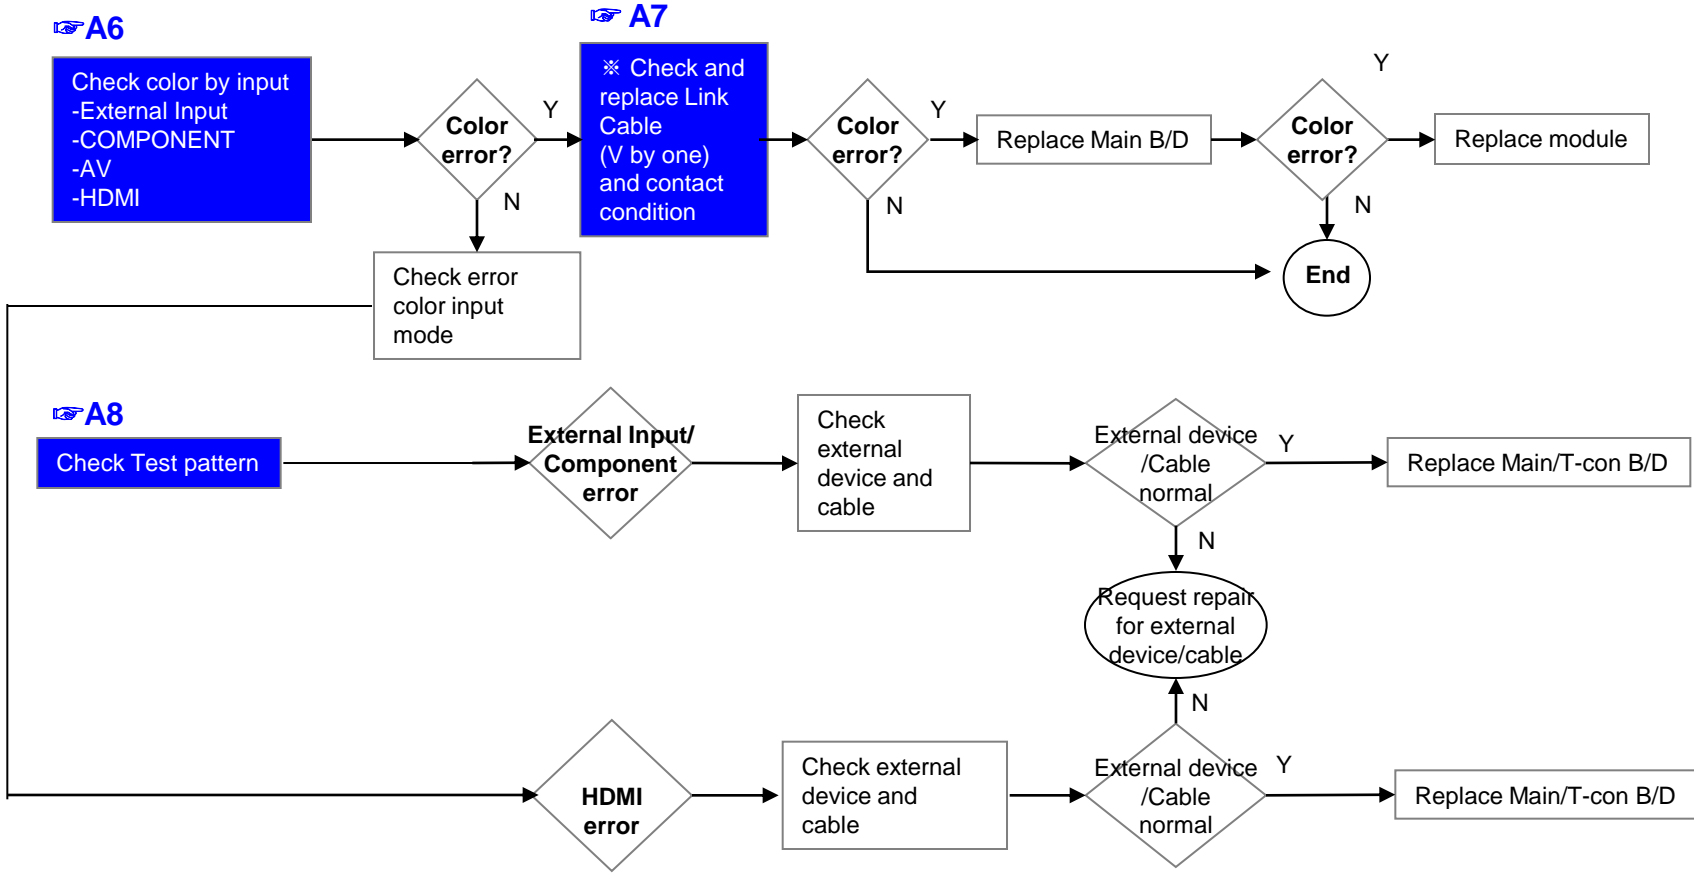 ☞A6
Check color by input
-External Input
-COMPONENT
-AV
-HDMI
Color
error?
Y
N
☞ A7
※ Check and
replace Link
Cable
(V by one)
and contact
condition
Color
error?
Y
N
Replace Main B/D
Color
error?
Y
N
Replace module
End
Check error
color input
mode
☞A8
Check Test pattern
External Input/
Component
error
Check
external
device and
cable
External device
/Cable
normal
Y
N
Replace Main/T-con B/D
Request repair
for external
device/cable
N
HDMI
error
Check external
device and
cable
External device
/Cable
normal
Y
Replace Main/T-con B/D